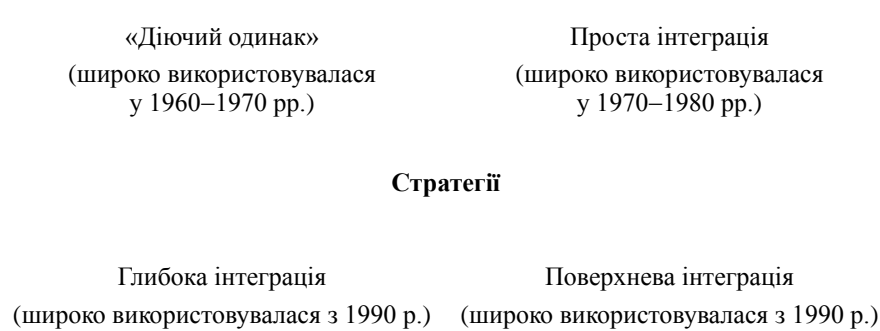 «Діючий одинак»
(широко використовувалася
у 1960–1970 рр.)
Проста інтеграція
(широко використовувалася
у 1970–1980 рр.)
Стратегії
Глибока інтеграція
(широко використовувалася з 1990 р.)
Поверхнева інтеграція
(широко використовувалася з 1990 р.)